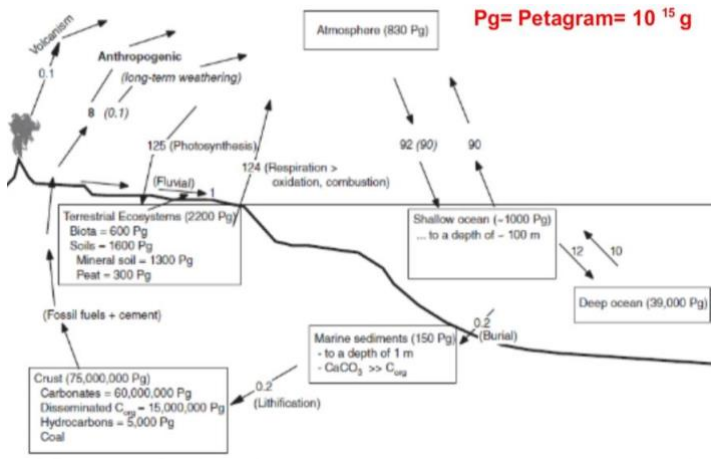 Pg= Petagram= 10 15 g
Atmosphere (830 Pg)
Volcanism
0.1
Anthropogenic
(long-term weathering)
8 (0.1)
125 (Photosynthesis)
124 (Respiration >
oxidation, combustion)
92 (90)
90
(Fluvial)
1
Terrestrial Ecosystems (2200 Pg)
Biota = 600 Pg
Soils = 1600 Pg
Mineral soil = 1300 Pg
Peat = 300 Pg
Shallow ocean (~1000 Pg)
... to a depth of ~ 100 m
12
10
Deep ocean (39,000 Pg)
(Fossil fuels + cement)
0.2
(Burial)
Marine sediments (150 Pg)
- to a depth of 1 m
- CaCO3 >> Corg
0.2
(Lithification)
Crust (75,000,000 Pg)
Carbonates = 60,000,000 Pg
Disseminated Corg = 15,000,000 Pg
Hydrocarbons = 5,000 Pg
Coal